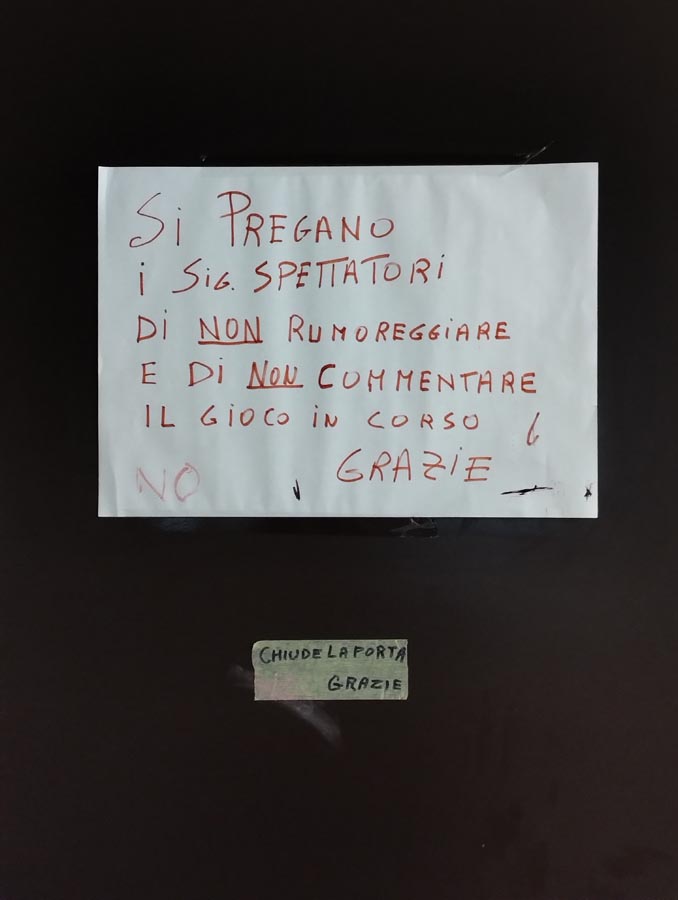 Si PREGANO
i SiG. SPETTATORi
Di NON RUMOREGGiARE
E Di NON COMMENTARE
IL GIOCO iN CORSO
GRAZiE
NO
CHIUDE LA PORTA
GRAZIE